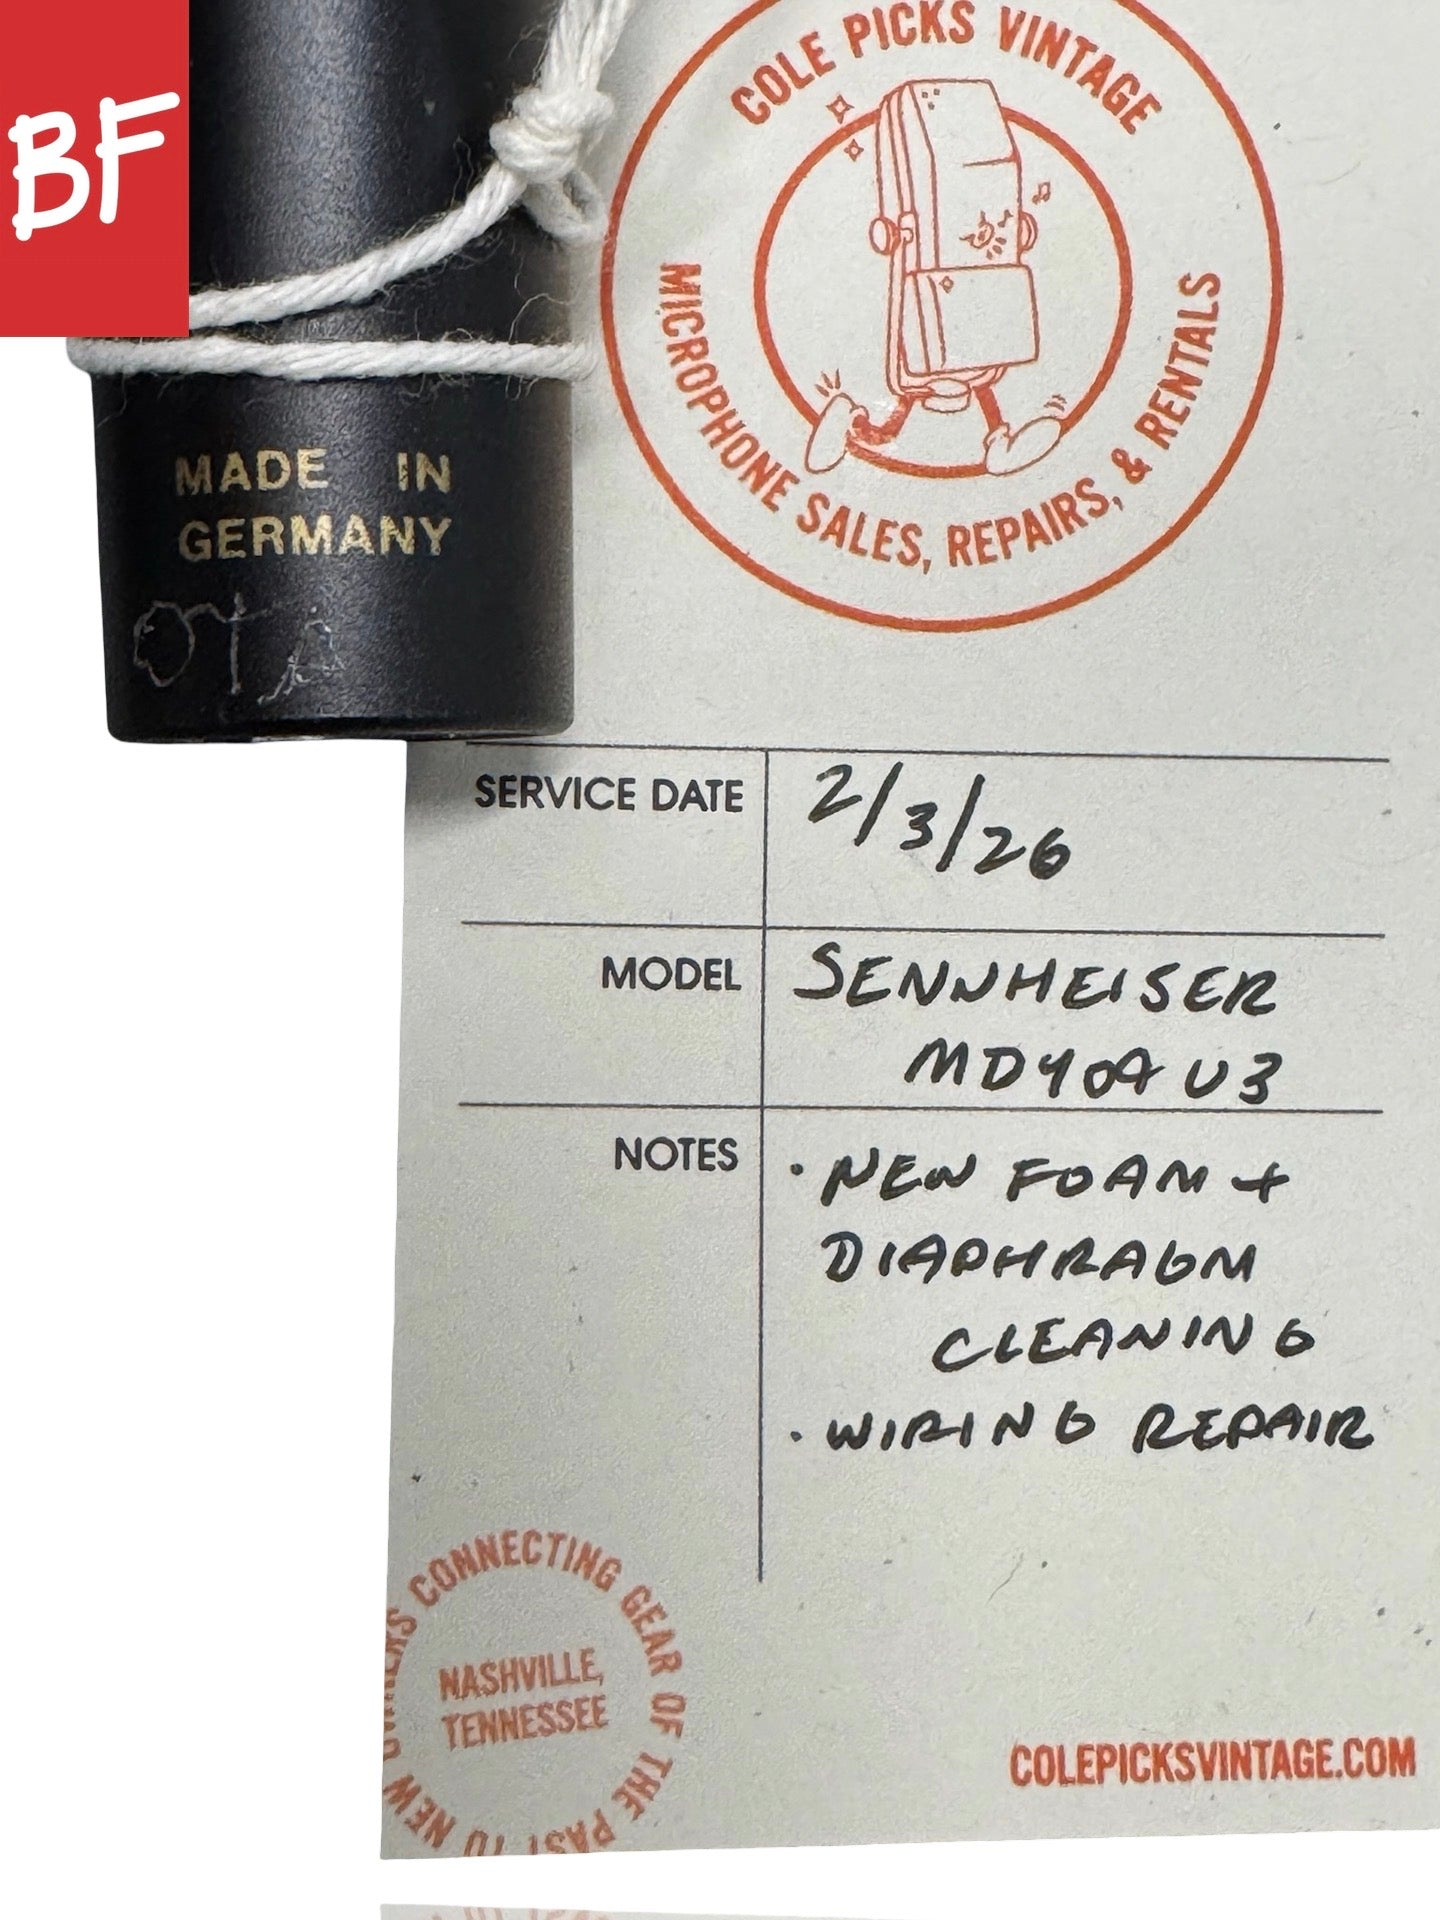 BF
COLE PICKS VINTAGE
MICROPHONE SALES, REPAIRS, & RENTALS
MADE IN
GERMANY
SERVICE DATE 2/3/26
MODEL SENNHEISER
MD409 U3
NOTES · NEW FOAM +
DIAPHRAGM
CLEANING
· WIRING REPAIR
CONNECTING GEAR OF THE PAST TO NEW OWNERS
NASHVILLE,
TENNESSEE
COLEPICKSVINTAGE.COM